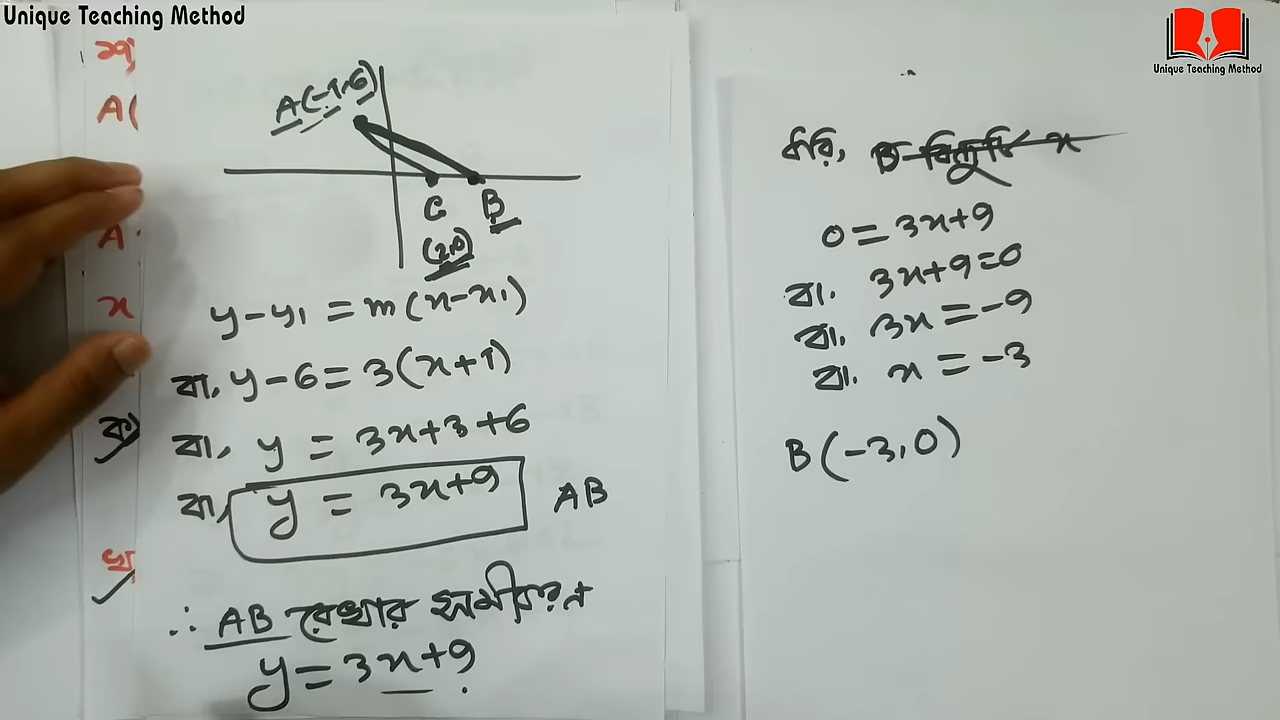 Unique Teaching Method
Unique Teaching Method
A(
A
x
A(-1,6)
C
B
(2,0)
y-y₁ = m(x-x₁)
বা, y-6=3(x+1)
বা, y = 3x+3+6
বা, y = 3x+9 AB
∴ AB রেখার সমীকরণ
y=3x+9
ধরি, B বিন্দুটি x
0=3x+9
বা. 3x+9=0
বা. 3x=-9
বা. x=-3
B(-3,0)